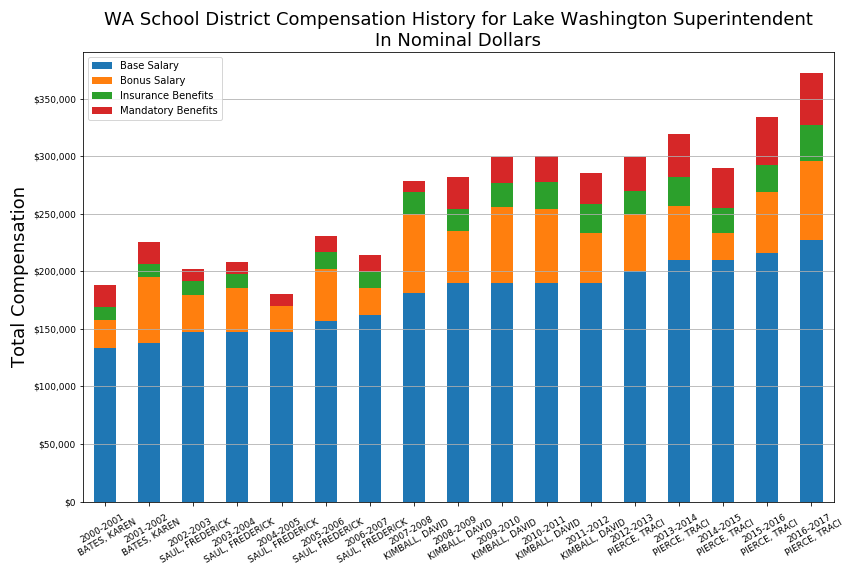 WA School District Compensation History for Lake Washington Superintendent
In Nominal Dollars
Base Salary
Bonus Salary
Insurance Benefits
Mandatory Benefits
Total Compensation
$350,000
$300,000
$250,000
$200,000
$150,000
$100,000
$50,000
$0
2000-2001
BATES, KAREN
2001-2002
BATES, KAREN
2002-2003
SAUL, FREDERICK
2003-2004
SAUL, FREDERICK
2004-2005
SAUL, FREDERICK
2005-2006
SAUL, FREDERICK
2006-2007
SAUL, FREDERICK
2007-2008
KIMBALL, DAVID
2008-2009
KIMBALL, DAVID
2009-2010
KIMBALL, DAVID
2010-2011
KIMBALL, DAVID
2011-2012
KIMBALL, DAVID
2012-2013
PIERCE, TRACI
2013-2014
PIERCE, TRACI
2014-2015
PIERCE, TRACI
2015-2016
PIERCE, TRACI
2016-2017
PIERCE, TRACI